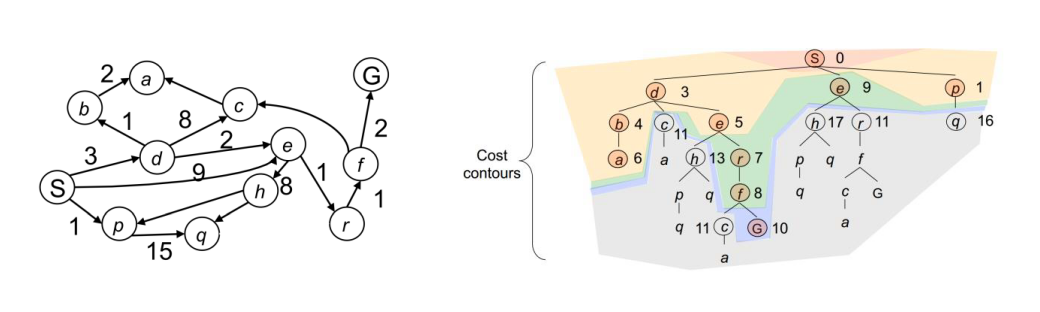 2
a
G
b
c
8
1
2
3
d
2
e
9
f
S
8
1
h
1
1
p
q
r
15
Cost
contours
S 0
d 3
e 9
p 1
b 4
c
11
e 5
h 17
r 11
q 16
a 6
a
h 13
r 7
p
q
f
p
q
f 8
q
c
G
q
11 c
G 10
a
a